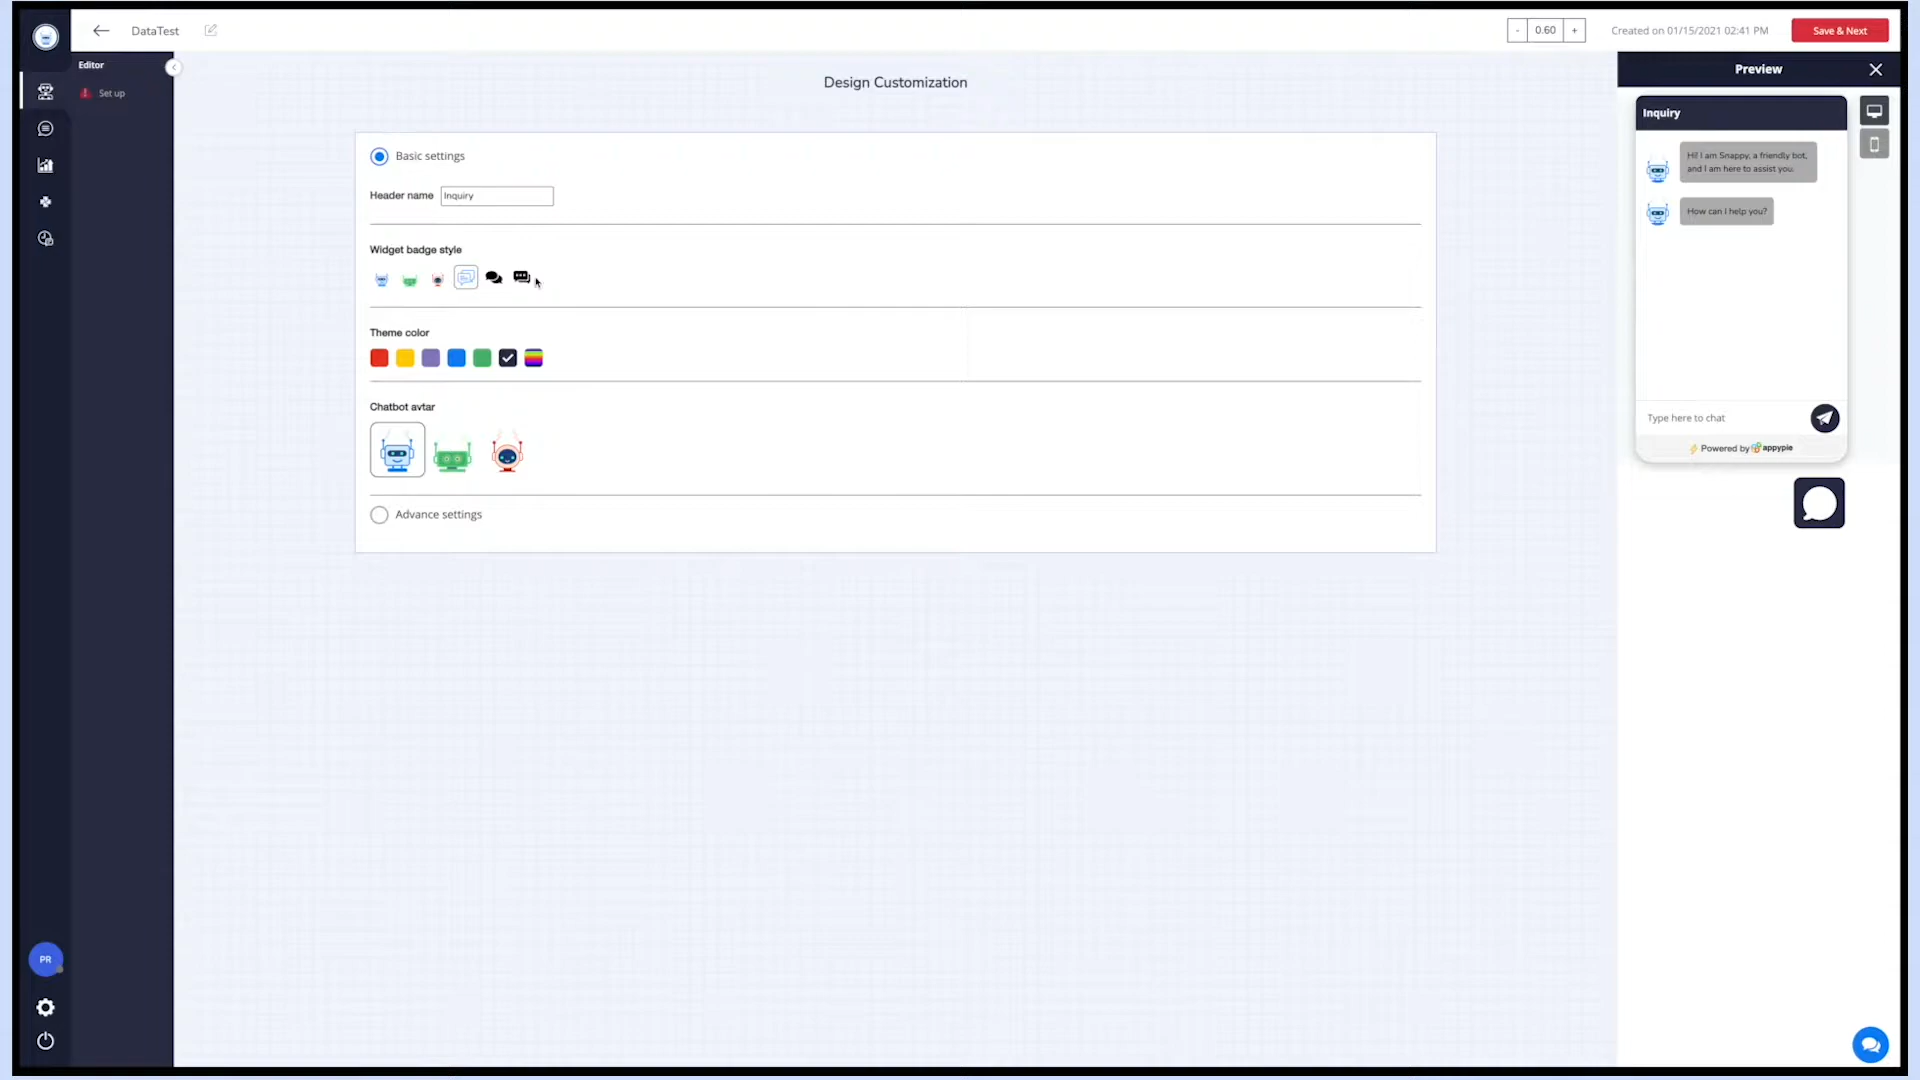 DataTest
-
0.60
+
Created on 01/15/2021 02:41 PM
Save & Next
Editor
Set up
Design Customization
Preview
Basic settings
Header name
Inquiry
Widget badge style
Theme color
Chatbot avtar
Advance settings
Inquiry
Hi! I am Snappy, a friendly bot,
and I am here to assist you.
How can I help you?
Type here to chat
Powered by appypie
PR